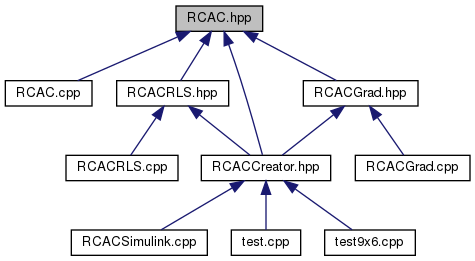 RCAC.hpp
RCAC.cpp
RCACRLS.hpp
RCACGrad.hpp
RCACRLS.cpp
RCACCreator.hpp
RCACGrad.cpp
RCACSimulink.cpp
test.cpp
test9x6.cpp